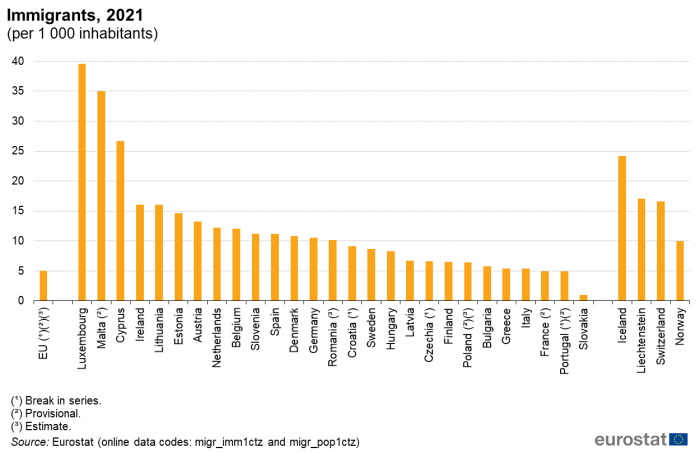 Immigrants, 2021
(per 1 000 inhabitants)
40
35
30
25
20
15
10
5
0
EU (¹)(²)(³)
Luxembourg
Malta (²)
Cyprus
Ireland
Lithuania
Estonia
Austria
Netherlands
Belgium
Slovenia
Spain
Denmark
Germany
Romania (²)
Croatia (¹)
Sweden
Hungary
Latvia
Czechia (¹)
Finland
Poland (²)(³)
Bulgaria
Greece
Italy
France (²)
Portugal (¹)(²)
Slovakia
Iceland
Liechtenstein
Switzerland
Norway
(¹) Break in series.
(²) Provisional.
(³) Estimate.
Source: Eurostat (online data codes: migr_imm1ctz and migr_pop1ctz)
eurostat